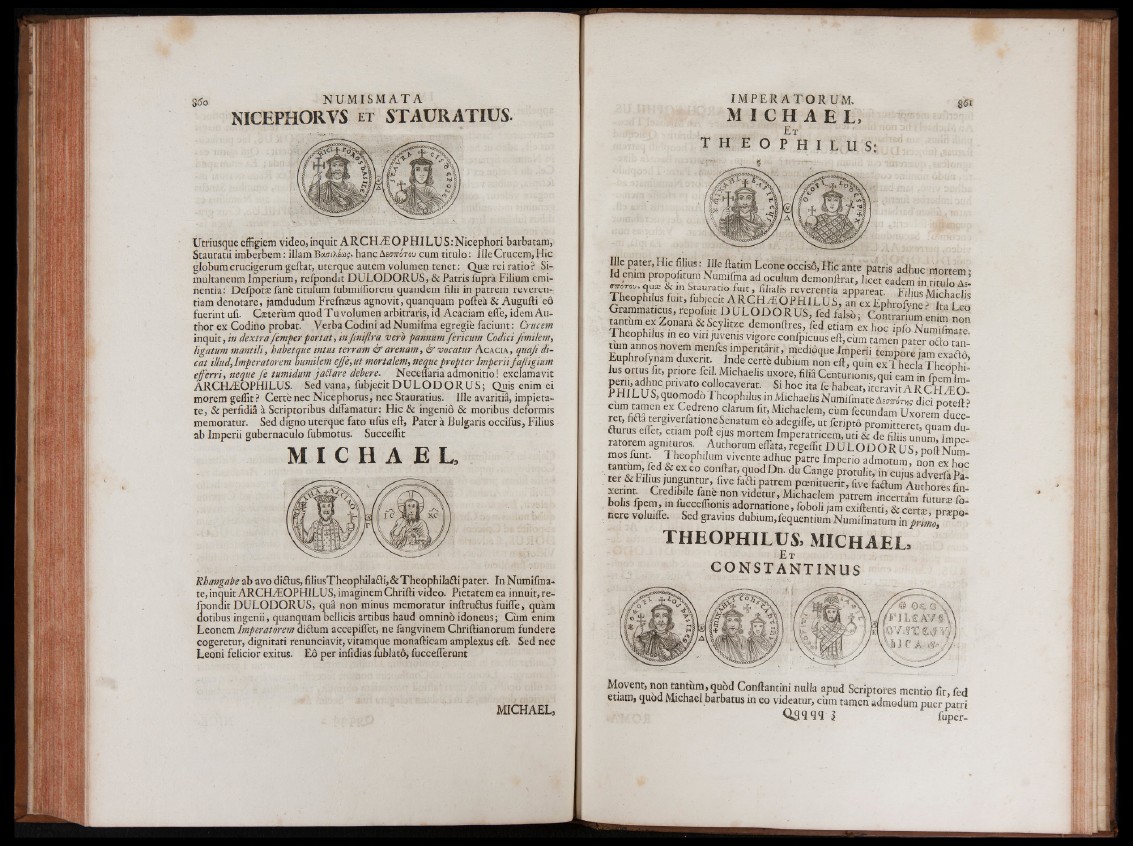 860 NUMISMATA
NICEPHORVS ET STAURATIUS.
Utriusque effigiem video, inquit ARCHÆOPHILUS: Nicephori barbatam,
Stauratii imberbem: illam Βασιλέως, hanc Δεσπότου cum titulo: Ille Crucem, Hic
globum crucigerum geſtat, uterque autem volumen tenet: Quæ rei ratio? Si-
multaneum Imperium, reſpondit DULODORUS, & Patris ſupra Filium emi-
nentia: Deſpotæ ſanè titulum ſubmiſſiorem quandem filii in patrem reveren-
tiam denotare, jamdudum Freſnæus agnovit, quanquam poſteà & Auguſti eô
fuerint uſi. Cæterùm quod Tu volumen arbitraris, id Acaciam eſſe, idem Au-
thor ex Codino probat. Verba Codini ad Numiſma egregiè faciunt: Crucem
inquit, in dextra ſemper portat, in ſiniſtra verò pannum ſericum Codici ſimilem,
ligatum mantili, habetque intus terram & arenam, & vocatur ACACIA, quaſi di-
cat illud, Imperatorem humilem eſſe, ut mortalem, neque propter Imperii faſtigium
efferri, neque ſe tumidum jactare debere. Neceſſaria admonitio! exclamavit
ARCHÆOPHILUS. Sed vana, ſubjecit DULODORUS; Quis enim ei
morem geſſit? Certè nec Nicephorus, nec Stauratius. Ille avaritiâ, impieta-
te, & perfidiâ à Scriptoribus diffamatur: Hic & ingeniô & moribus deformis
memoratur. Sed digno uterque fato uſus eſt, Pater à Bulgaris occiſus, Filius
ab Imperii gubernaculo ſubmotus. Succeſſit
MICHAEL,
Rhangabe ab avo dictus, filius Theophilacti, & Theophilacti pater. In Numiſma-
te, inquit ARCHÆOPHILUS, imaginem Chriſti video. Pietatem ea innuit, re-
ſpondit DULODORUS, quâ non minus memoratur inſtructus fuiſſe, quàm
dotibus ingenii, quanquam bellicis artibus haud omninò idoneus; Cùm enim
Leonem Imperatorem dictum accepiſſet, ne ſangvinem Chriſtianorum fundere
cogeretur, dignitati renunciavit, vitamque monaſticam amplexus eſt. Sed nec
Leoni felicior exitus. Eô per inſidias ſublatô, ſucceſſerunt
MICHAEL,
IMPERATORUM. 861
MICHAEL,
ET
THEOPHILUS:
Ille pater, Hic filius: Ille ſtatim Leone occiſô, Hic ante patris adhuc mortem;
Id enim propoſitum Numiſma ad oculum demonſtrat, licet eadem in titulo Δε-
σπότου, quæ & in Stauratio fuit, filialis reverentia appareat. Filius Michaelis
Theophilus fuit, ſubjecit ARCHÆOPHILUS, an ex Ephroſyne? Ita Leo
Grammaticus, repoſuit DULODORUS, ſed falsò; Contrarium enim non
tantùm ex Zonara & Scylitze demonſtres, ſed etiam ex hoc ipſo Numiſmate.
Theophilus in eo viri juvenis vigore conſpicuus eſt, cùm tamen pater octo tan-
tùm annos novem menſes imperitârit, mediôque Imperii tempore jam exactô,
Euphroſynam duxerit. Inde certè dubium non eſt, quin ex Thecla Theophi-
lus ortus ſit, priore ſcil. Michaelis uxore, filiâ Centurionis, qui eam in ſpem Im-
perii, adhuc privato collocaverat. Si hoc ita ſe habeat, iteravit ARCHÆO-
PHILUS, quomodò Theophilus in Michaelis Numiſmate Δεσπότης dici poteſt?
cùm tamen ex Cedreno clarum ſit, Michaelem, cùm ſecundam Uxorem duce-
ret, fictâ tergiverſatione Senatum eò adegiſſe, ut ſcriptò promitteret, quam du-
cturus eſſet, etiam poſt ejus mortem Imperatricem, uti & de filiis unum, Impe-
ratorem agnituros. Authorum effata, regeſſit DULODORUS, poſt Num-
mos ſunt. Theophilum vivente adhuc patre Imperio admotum, non ex hoc
tantùm, ſed & ex eo conſtat, quod Dn. du Cange protulit, in cujus adverſa Pa-
ter & Filius junguntur, ſive facti patrem pœnituerit, ſive factum Authores fin-
xerint. Credibile ſanè non videtur, Michaelem patrem incertam futuræ ſo-
bolis ſpem, in ſucceſſionis adornatione, ſoboli jam exiſtenti, & certæ, præpo-
nere voluiſſe. Sed gravius dubium, ſequentium Numiſmatum in primo,
THEOPHILUS, MICHAEL,
ET
CONSTANTINUS
Movent, non tantùm, quòd Conſtantini nulla apud Scriptores mentio ſit, ſed
etiam, quòd Michael barbatus in eo videatur, cùm tamen admodum puer patri
Qqqqq 3 ſuper-